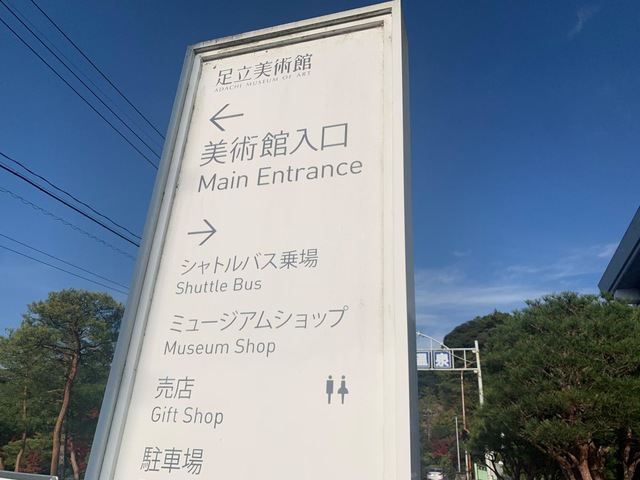 足立美術館
ADACHI MUSEUM OF ART
←
美術館入口
Main Entrance
→
シャトルバス乗場
Shuttle Bus
ミュージアムショップ
Museum Shop
売店
Gift Shop
駐車場
泉